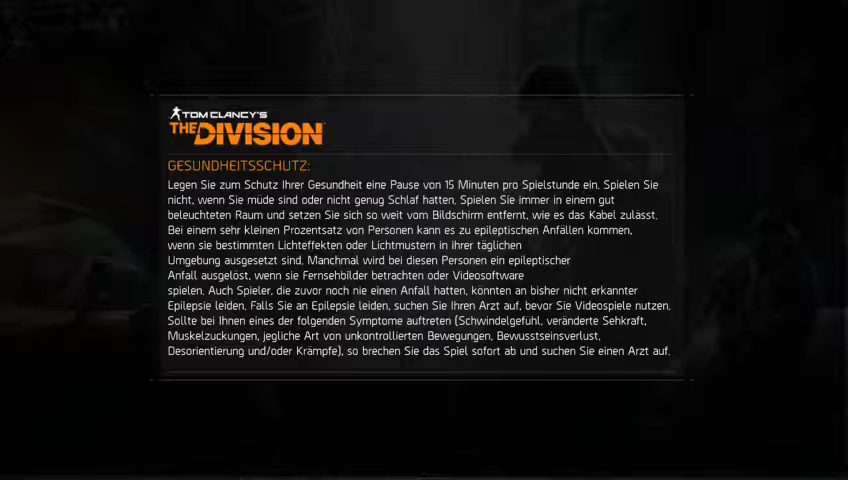 TOM CLANCY'S
THE DIVISION
GESUNDHEITSSCHUTZ:
Legen Sie zum Schutz Ihrer Gesundheit eine Pause von 15 Minuten pro Spielstunde ein. Spielen Sie
nicht, wenn Sie müde sind oder nicht genug Schlaf hatten. Spielen Sie immer in einem gut
beleuchteten Raum und setzen Sie sich so weit vom Bildschirm entfernt, wie es das Kabel zulässt.
Bei einem sehr kleinen Prozentsatz von Personen kann es zu epileptischen Anfällen kommen,
wenn sie bestimmten Lichteffekten oder Lichtmustern in ihrer täglichen
Umgebung ausgesetzt sind, Manchmal wird bei diesen Personen ein epileptischer
Anfall ausgelöst, wenn sie Fernsehbilder betrachten oder Videosoftware
spielen. Auch Spieler, die zuvor noch nie einen Anfall hatten, könnten an bisher nicht erkannter
Epilepsie leiden. Falls Sie an Epilepsie leiden, suchen Sie Ihren Arzt auf, bevor Sie Videospiele nutzen.
Sollte bei Ihnen eines der folgenden Symptome auftreten (Schwindelgefühl, veränderte Sehkraft,
Muskelzuckungen, jegliche Art von unkontrollierten Bewegungen, Bewusstseinsverlust,
Desorientierung und/oder Krämpfe), so brechen Sie das Spiel sofort ab und suchen Sie einen Arzt auf.